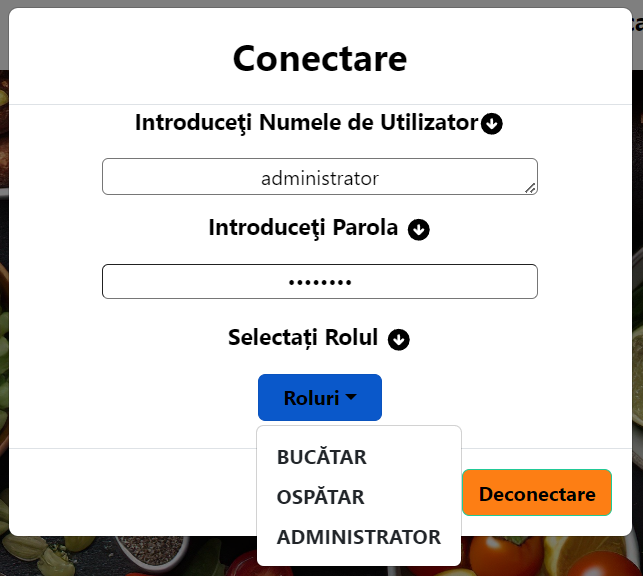 Conectare
Introduceţi Numele de Utilizator
administrator
Introduceţi Parola
••••••••
Selectați Rolul
Roluri
BUCĂTAR
OSPĂTAR
ADMINISTRATOR
Deconectare